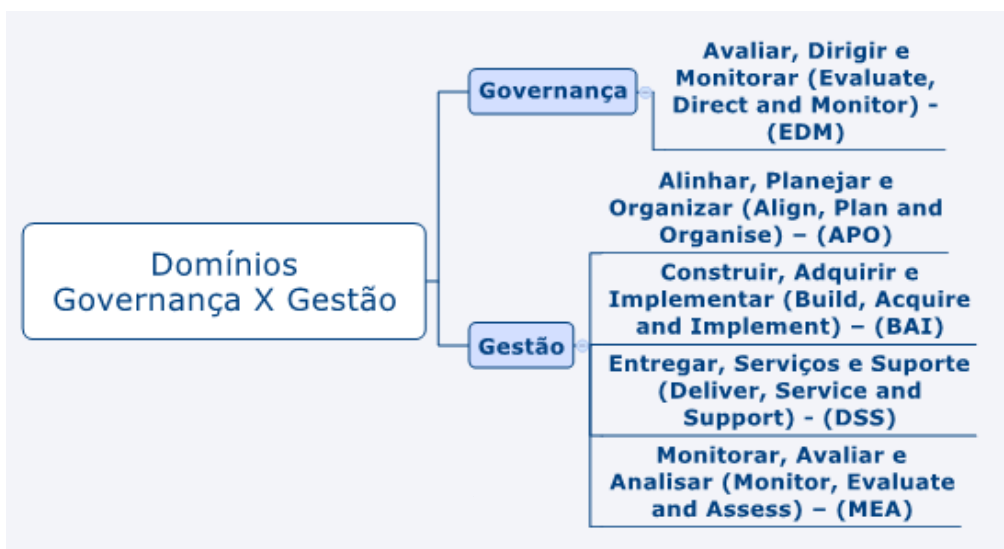 Domínios
Governança X Gestão
Governança
Avaliar, Dirigir e
Monitorar (Evaluate,
Direct and Monitor) -
(EDM)
Gestão
Alinhar, Planejar e
Organizar (Align, Plan and
Organise) – (APO)
Construir, Adquirir e
Implementar (Build, Acquire
and Implement) – (BAI)
Entregar, Serviços e Suporte
(Deliver, Service and
Support) - (DSS)
Monitorar, Avaliar e
Analisar (Monitor, Evaluate
and Assess) – (MEA)